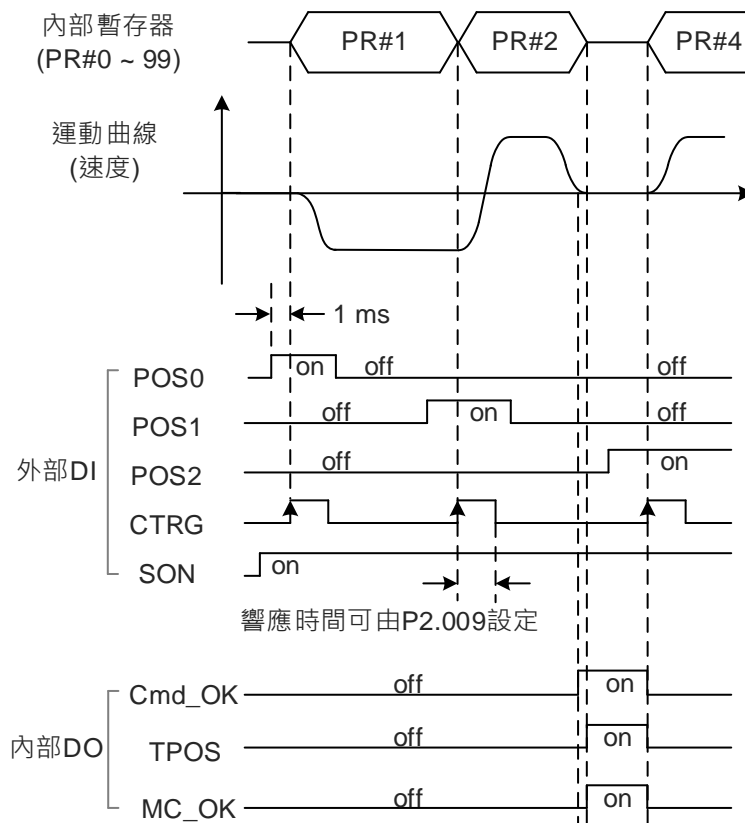 內部暫存器
(PR#0 ~ 99)
PR#1
PR#2
PR#4
運動曲線
(速度)
1 ms
外部DI
POS0
on
off
off
POS1
off
on
off
POS2
off
on
CTRG
SON
on
響應時間可由P2.009設定
內部DO
Cmd_OK
off
on
TPOS
off
on
MC_OK
off
on